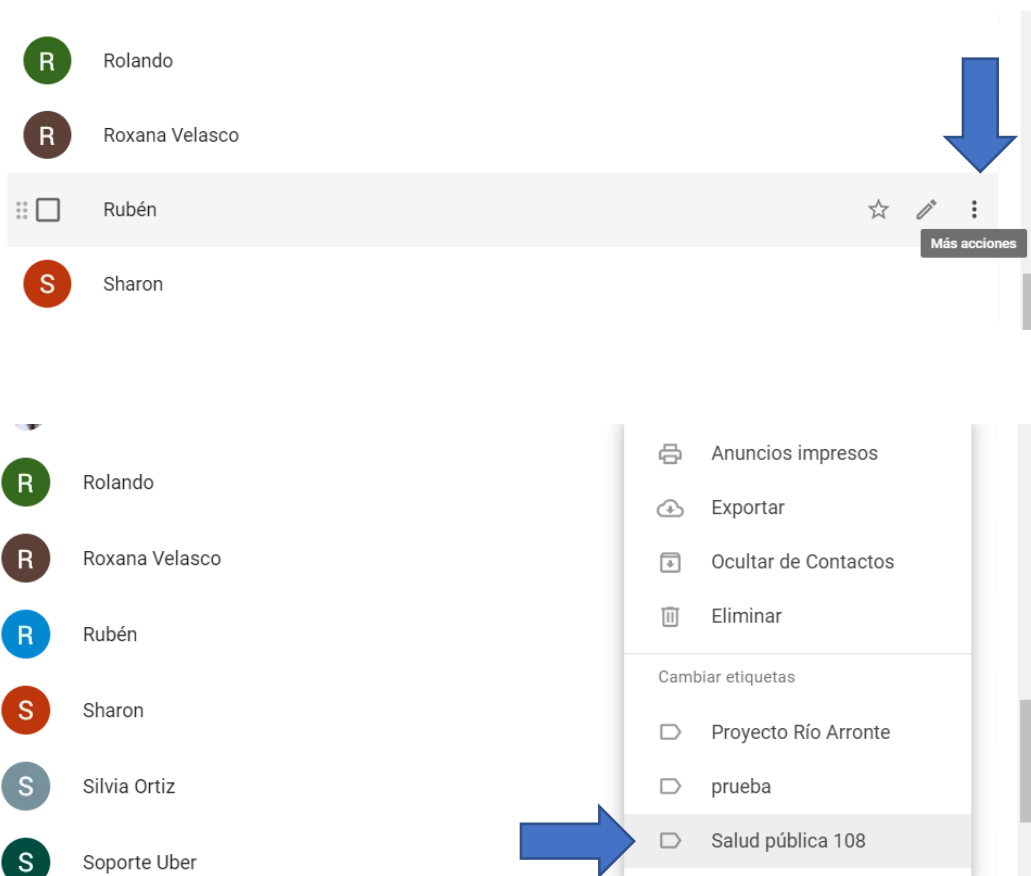 R Rolando
R Roxana Velasco
Rubén
Más acciones
S Sharon
Anuncios impresos
R Rolando
Exportar
R Roxana Velasco
Ocultar de Contactos
Eliminar
R Rubén
Cambiar etiquetas
S Sharon
Proyecto Río Arronte
S Silvia Ortiz
prueba
Salud pública 108
S Soporte Uber